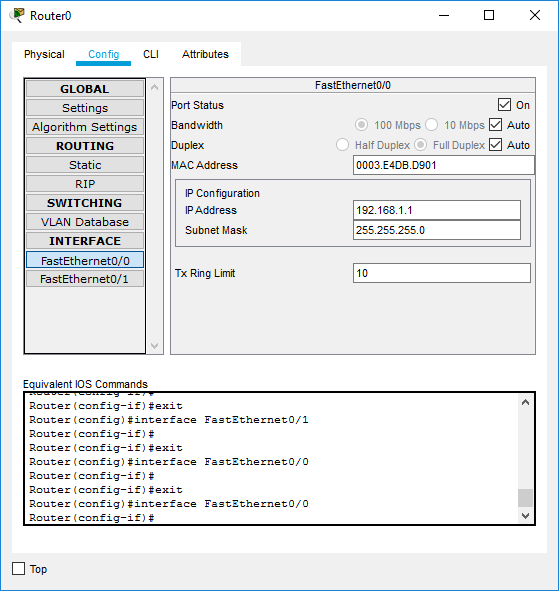 Router0
Physical Config CLI Attributes
GLOBAL
Settings
Algorithm Settings
ROUTING
Static
RIP
SWITCHING
VLAN Database
INTERFACE
FastEthernet0/0
FastEthernet0/1
FastEthernet0/0
Port Status On
Bandwidth 100 Mbps 10 Mbps Auto
Duplex Half Duplex Full Duplex Auto
MAC Address 0003.E4DB.D901
IP Configuration
IP Address 192.168.1.1
Subnet Mask 255.255.255.0
Tx Ring Limit 10
Equivalent IOS Commands
Router(config-if)#
Router(config-if)#exit
Router(config)#interface FastEthernet0/1
Router(config-if)#
Router(config-if)#exit
Router(config)#interface FastEthernet0/0
Router(config-if)#
Router(config-if)#exit
Router(config)#interface FastEthernet0/0
Router(config-if)#
Top